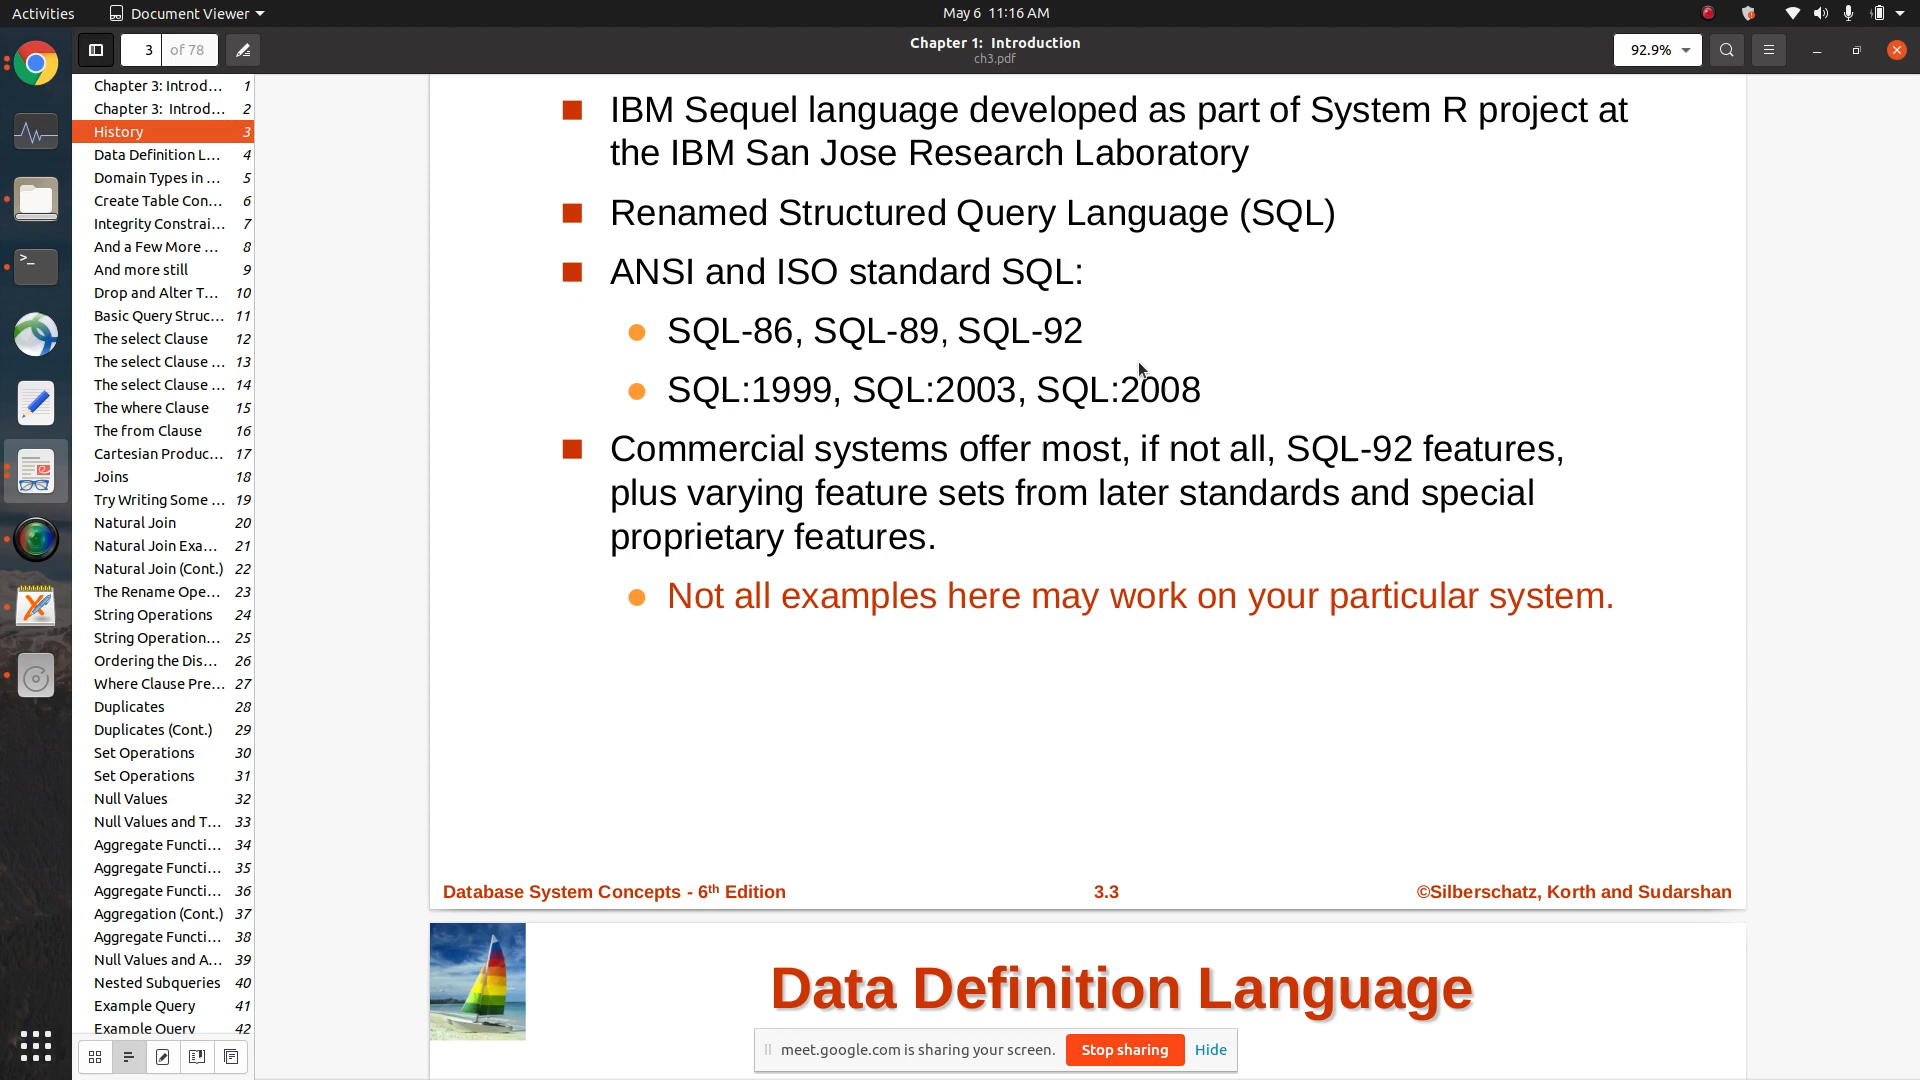 Activities Document Viewer May 6 11:16 AM
3 of 78 Chapter 1: Introduction 92.9%
ch3.pdf
Chapter 3: Introd... 1
Chapter 3: Introd... 2
History 3
Data Definition L... 4
Domain Types in ... 5
Create Table Con... 6
Integrity Constrai... 7
And a Few More ... 8
And more still 9
Drop and Alter T... 10
Basic Query Struc... 11
The select Clause 12
The select Clause ... 13
The select Clause ... 14
The where Clause 15
The from Clause 16
Cartesian Produc... 17
Joins 18
Try Writing Some ... 19
Natural Join 20
Natural Join Exa... 21
Natural Join (Cont.) 22
The Rename Ope... 23
String Operations 24
String Operation... 25
Ordering the Dis... 26
Where Clause Pre... 27
Duplicates 28
Duplicates (Cont.) 29
Set Operations 30
Set Operations 31
Null Values 32
Null Values and T... 33
Aggregate Functi... 34
Aggregate Functi... 35
Aggregate Functi... 36
Aggregation (Cont.) 37
Aggregate Functi... 38
Null Values and A... 39
Nested Subqueries 40
Example Query 41
Example Query 42
IBM Sequel language developed as part of System R project at
the IBM San Jose Research Laboratory
Renamed Structured Query Language (SQL)
ANSI and ISO standard SQL:
SQL-86, SQL-89, SQL-92
SQL:1999, SQL:2003, SQL:2008
Commercial systems offer most, if not all, SQL-92 features,
plus varying feature sets from later standards and special
proprietary features.
Not all examples here may work on your particular system.
Database System Concepts - 6th Edition 3.3 ©Silberschatz, Korth and Sudarshan
Data Definition Language
meet.google.com is sharing your screen. Stop sharing Hide